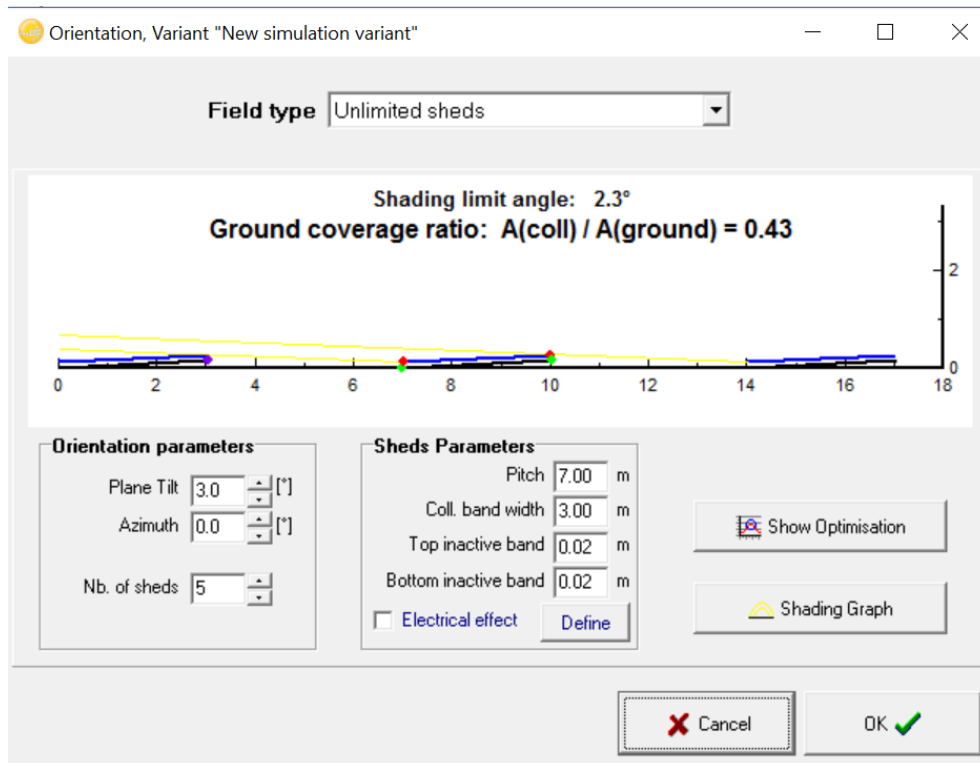 Orientation, Variant "New simulation variant"
Field type Unlimited sheds
Shading limit angle: 2.3°
Ground coverage ratio: A(coll) / A(ground) = 0.43
2
0
0 2 4 6 8 10 12 14 16 18
Orientation parameters
Plane Tilt 3.0 [°]
Azimuth 0.0 [°]
Nb. of sheds 5
Sheds Parameters
Pitch 7.00 m
Coll. band width 3.00 m
Top inactive band 0.02 m
Bottom inactive band 0.02 m
Electrical effect Define
Show Optimisation
Shading Graph
Cancel OK